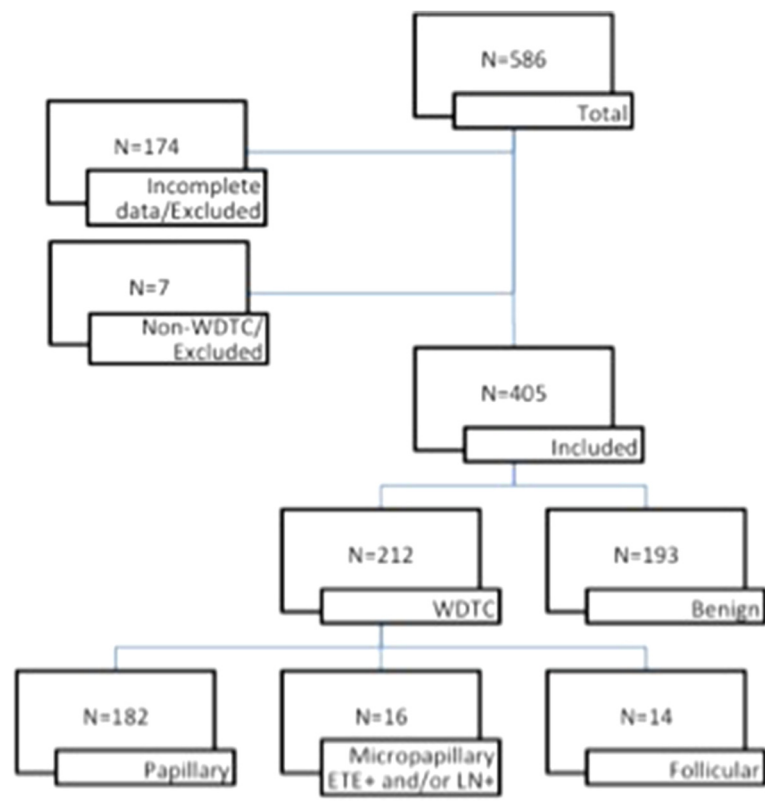 N=586
Total
N=174
Incomplete
data/Excluded
N=7
Non-WDTC/
Excluded
N=405
Included
N=212
WDTC
N=193
Benign
N=182
Papillary
N=16
Micropapillary
ETE+ and/or LN+
N=14
Follicular